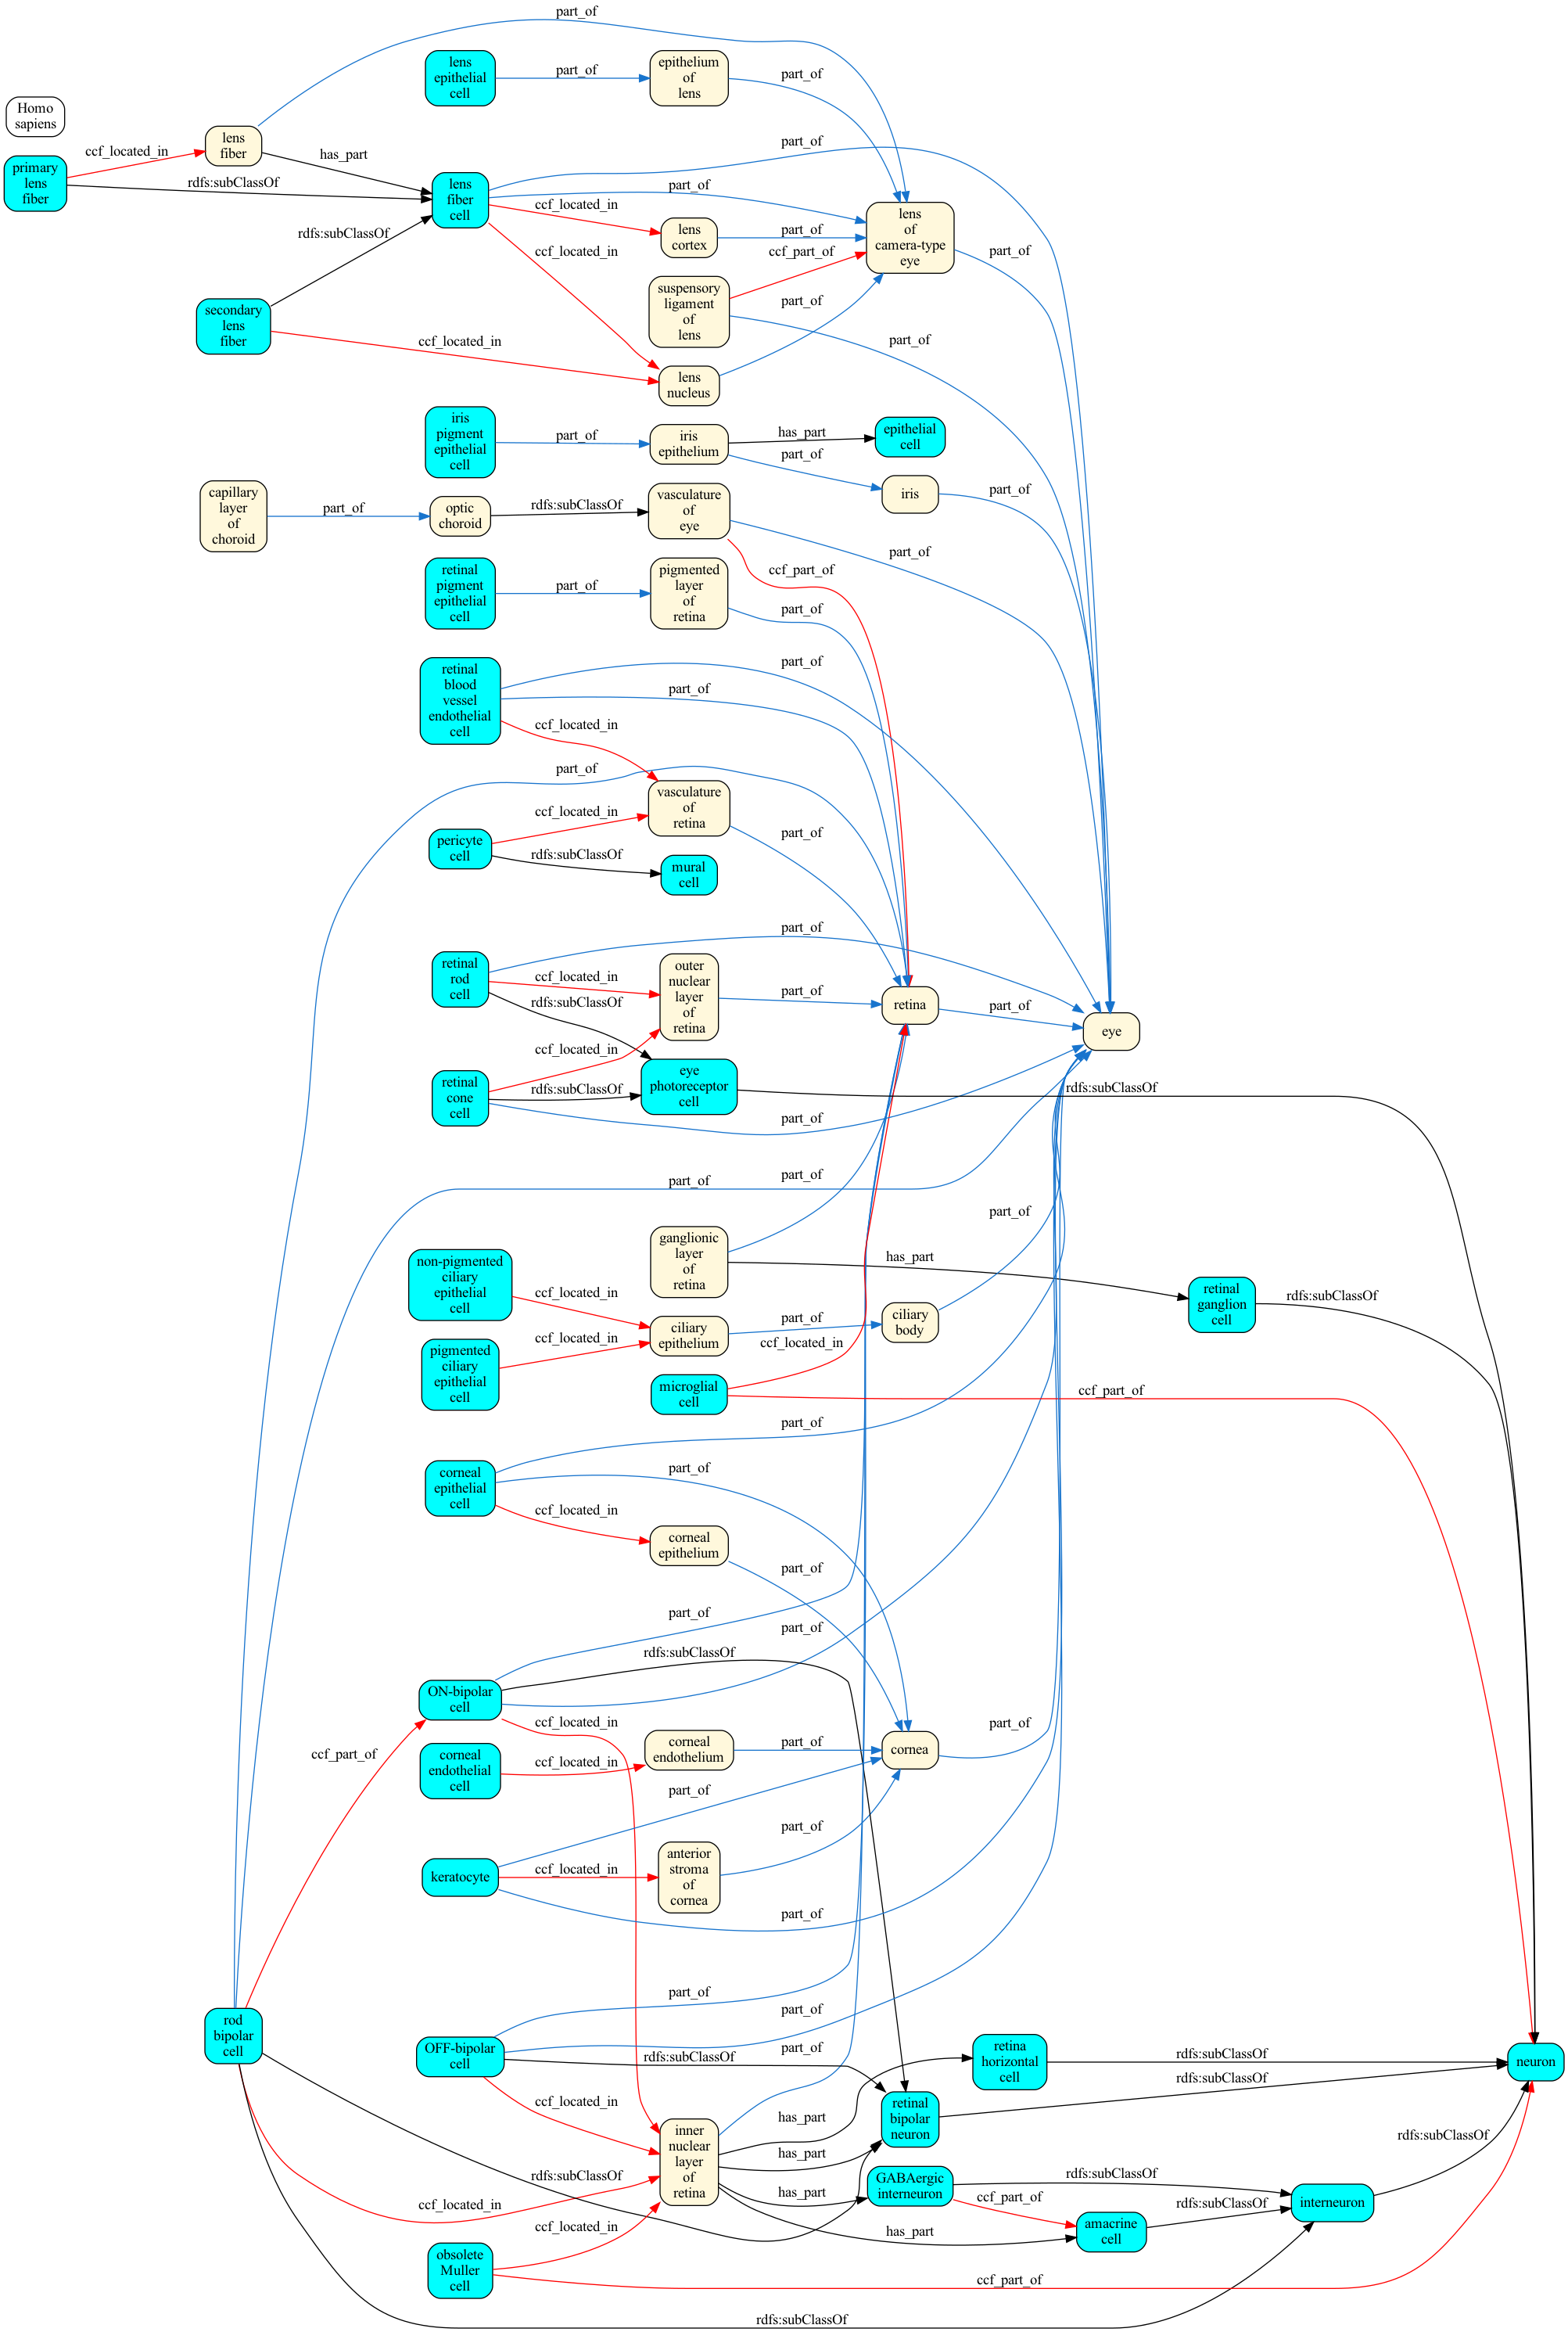 part_of
lens
epithelial
cell
part_of
epithelium
of
lens
part_of
Homo
sapiens
lens
fiber
ccf_located_in
has_part
part_of
primary
lens
fiber
rdfs:subClassOf
lens
fiber
cell
part_of
ccf_located_in
lens
cortex
part_of
lens
of
camera-type
eye
rdfs:subClassOf
ccf_located_in
ccf_part_of
part_of
suspensory
ligament
of
lens
part_of
secondary
lens
fiber
ccf_located_in
part_of
lens
nucleus
iris
pigment
epithelial
cell
part_of
iris
epithelium
has_part
epithelial
cell
part_of
iris
part_of
capillary
layer
of
choroid
part_of
optic
choroid
rdfs:subClassOf
vasculature
of
eye
part_of
ccf_part_of
retinal
pigment
epithelial
cell
part_of
pigmented
layer
of
retina
part_of
retinal
blood
vessel
endothelial
cell
part_of
part_of
ccf_located_in
part_of
vasculature
of
retina
part_of
ccf_located_in
pericyte
cell
rdfs:subClassOf
mural
cell
part_of
retinal
rod
cell
ccf_located_in
rdfs:subClassOf
outer
nuclear
layer
of
retina
part_of
retina
part_of
eye
ccf_located_in
retinal
cone
cell
rdfs:subClassOf
eye
photoreceptor
cell
rdfs:subClassOf
part_of
part_of
part_of
ganglionic
layer
of
retina
part_of
has_part
retinal
ganglion
cell
rdfs:subClassOf
non-pigmented
ciliary
epithelial
cell
ccf_located_in
ciliary
epithelium
part_of
ciliary
body
pigmented
ciliary
epithelial
cell
ccf_located_in
ccf_located_in
microglial
cell
ccf_part_of
part_of
corneal
epithelial
cell
part_of
ccf_located_in
corneal
epithelium
part_of
part_of
part_of
rdfs:subClassOf
ON-bipolar
cell
ccf_located_in
ccf_part_of
corneal
endothelial
cell
ccf_located_in
corneal
endothelium
part_of
cornea
part_of
part_of
keratocyte
ccf_located_in
anterior
stroma
of
cornea
part_of
part_of
rod
bipolar
cell
part_of
part_of
OFF-bipolar
cell
rdfs:subClassOf
part_of
retina
horizontal
cell
rdfs:subClassOf
neuron
ccf_located_in
has_part
retinal
bipolar
neuron
rdfs:subClassOf
inner
nuclear
layer
of
retina
has_part
rdfs:subClassOf
ccf_located_in
has_part
GABAergic
interneuron
rdfs:subClassOf
ccf_part_of
rdfs:subClassOf
interneuron
rdfs:subClassOf
has_part
amacrine
cell
ccf_located_in
obsolete
Muller
cell
ccf_part_of
rdfs:subClassOf